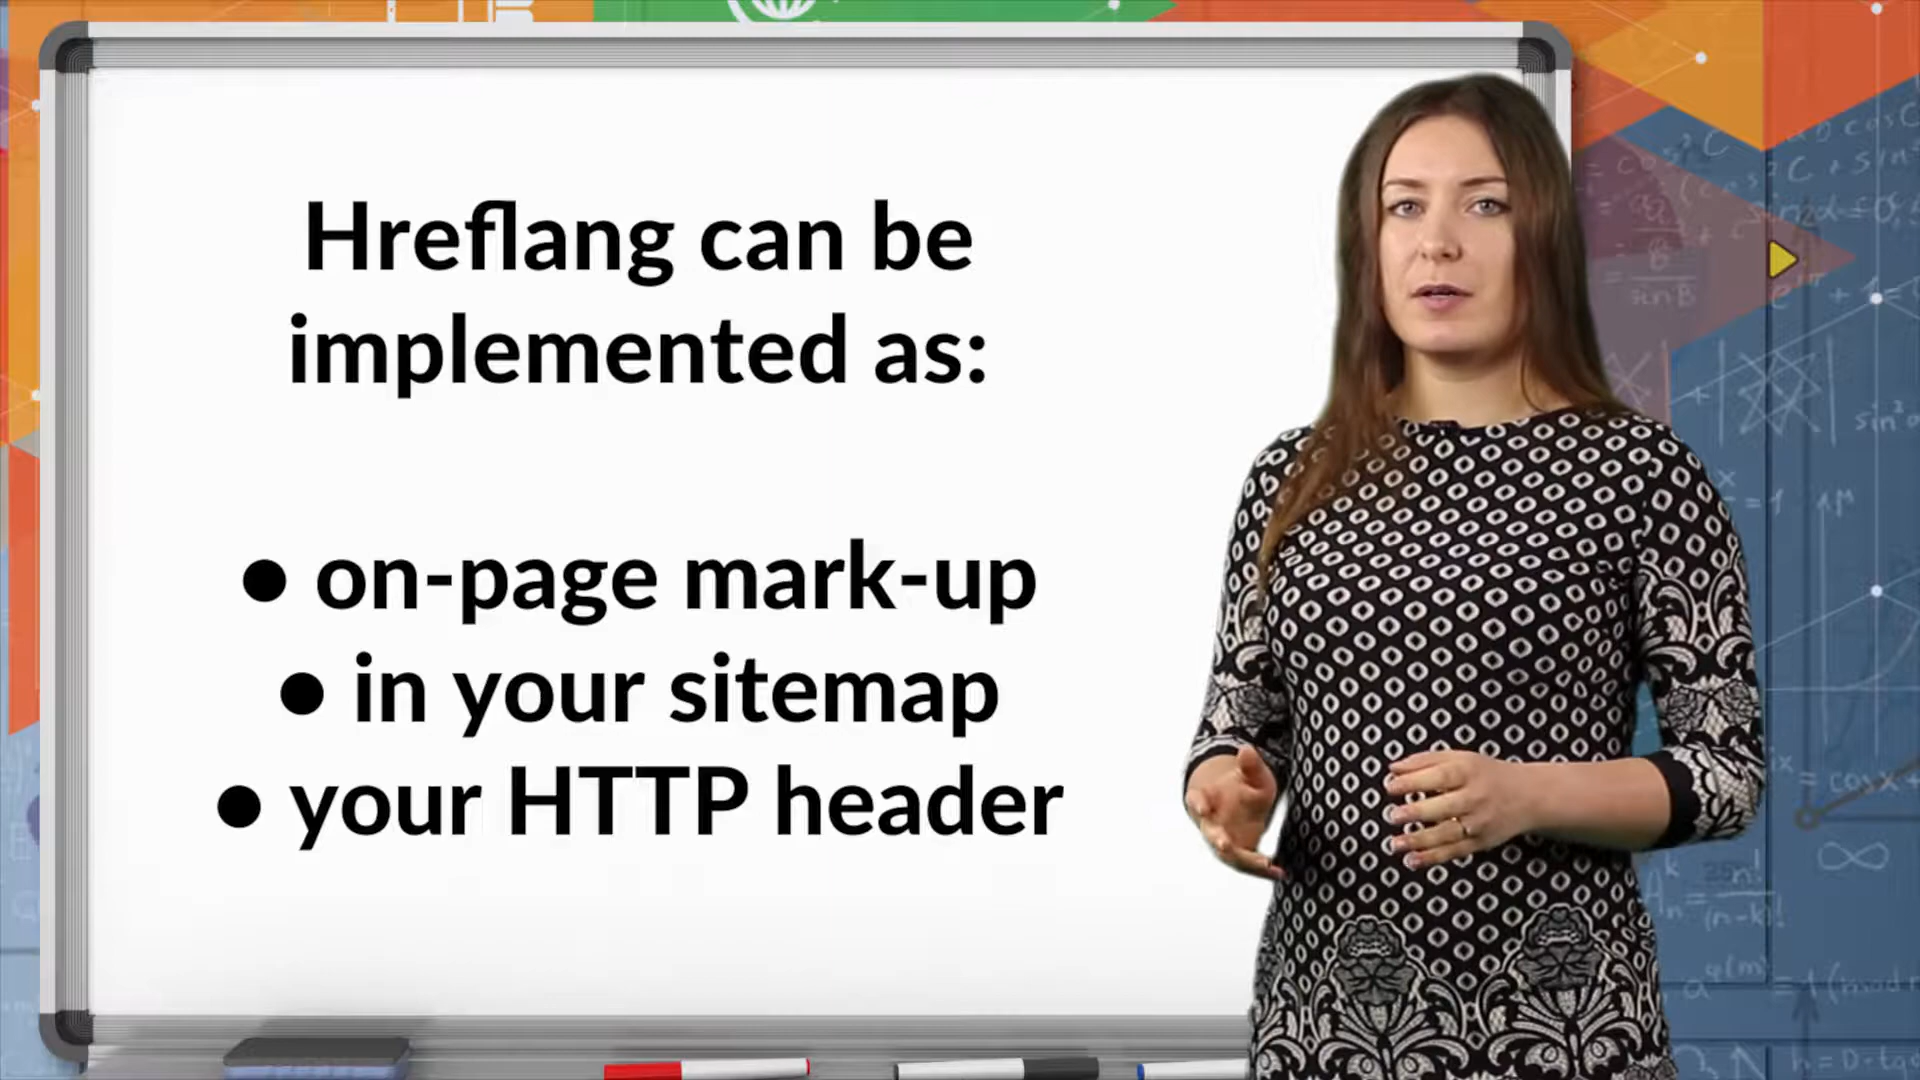 Hreflang can be
implemented as:
● on-page mark-up
● in your sitemap
● your HTTP header